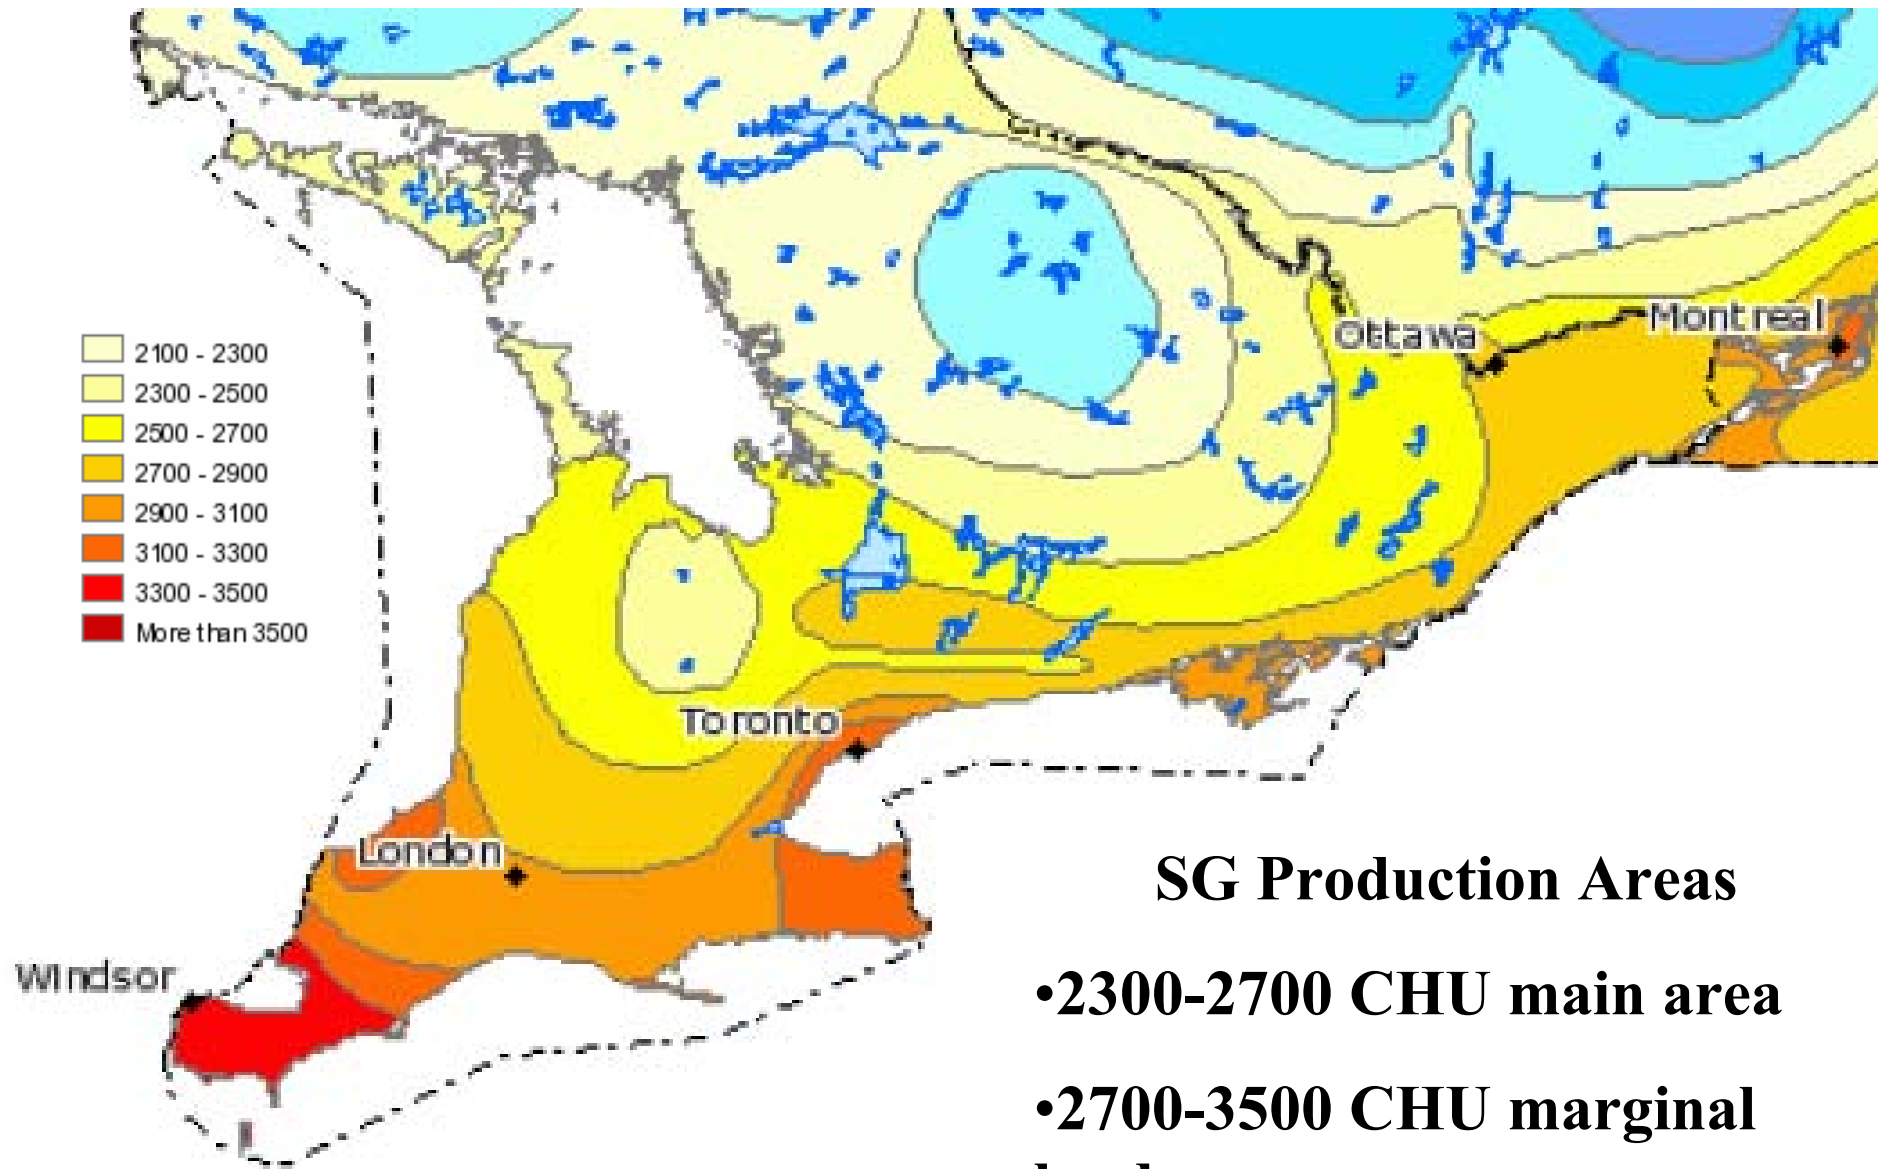 Montreal
Ottawa
2100 - 2300
2300 - 2500
2500 - 2700
2700 - 2900
2900 - 3100
3100 - 3300
3300 - 3500
More than 3500
Toronto
London
Windsor
SG Production Areas
•2300-2700 CHU main area
•2700-3500 CHU marginal